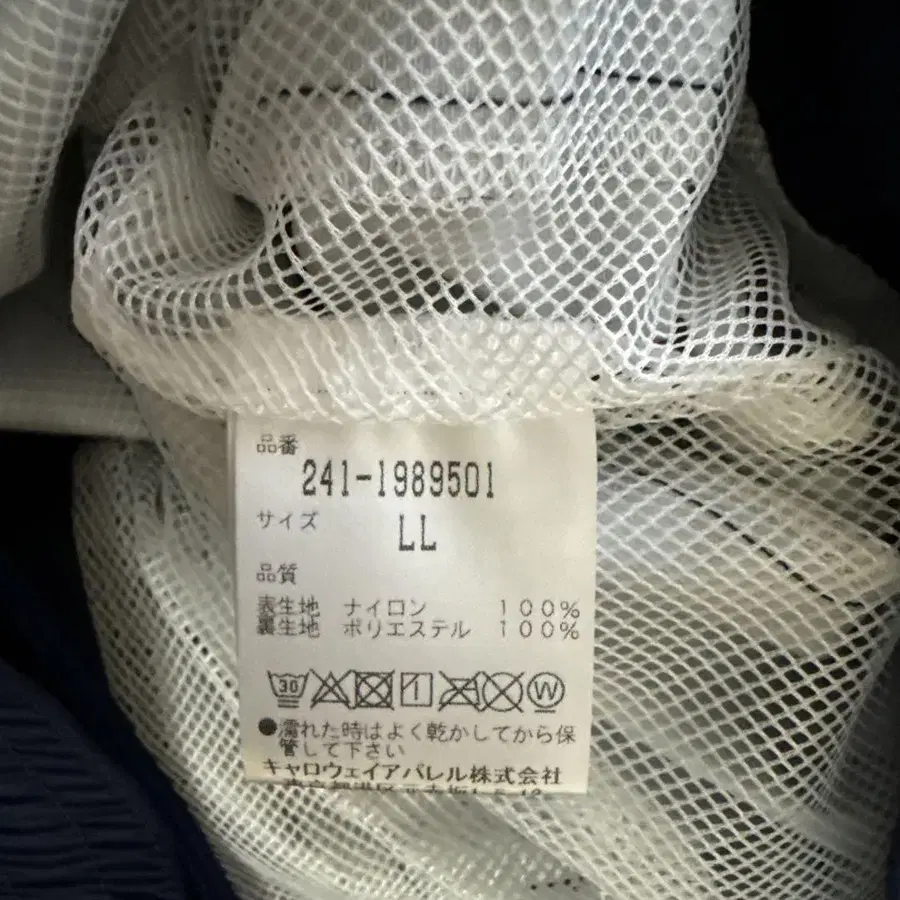 品番
241-1989501
サイズ
LL
品質
表生地 ナイロン 100%
裏生地 ポリエステル 100%
30 W
●濡れた時はよく乾かしてから保
管して下さい
キャロウェイアパレル株式会社